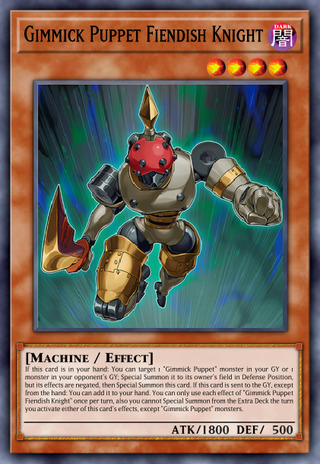 Gimmick Puppet Fiendish Knight
DARK
闇
[Machine / Effect]
If this card is in your hand: You can target 1 "Gimmick Puppet" monster in your GY or 1
monster in your opponent's GY; Special Summon it to its owner's field in Defense Position,
but its effects are negated, then Special Summon this card. If this card is sent to the GY, except
from the hand: You can add it to your hand. You can only use each effect of "Gimmick Puppet
Fiendish Knight" once per turn, also you cannot Special Summon from the Extra Deck the turn
you activate either of this card's effects, except "Gimmick Puppet" monsters.
ATK/1800 DEF/ 500